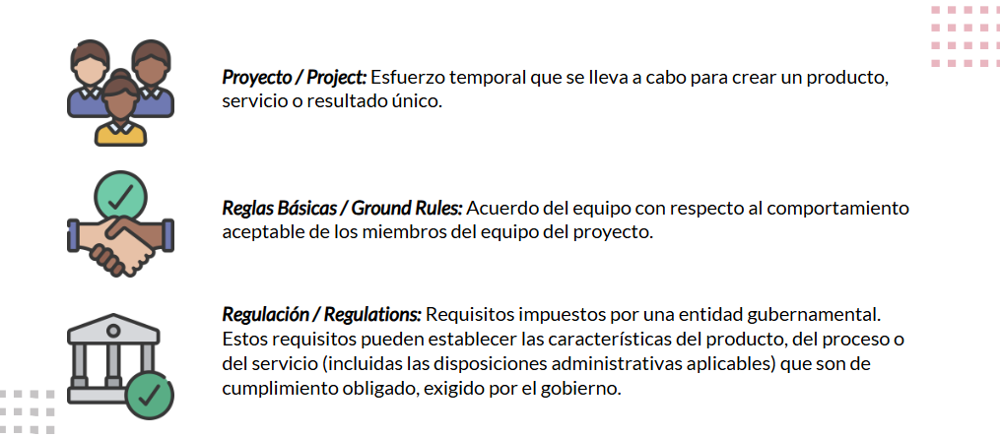 Proyecto / Project: Esfuerzo temporal que se lleva a cabo para crear un producto,
servicio o resultado único.
Reglas Básicas / Ground Rules: Acuerdo del equipo con respecto al comportamiento
aceptable de los miembros del equipo del proyecto.
Regulación / Regulations: Requisitos impuestos por una entidad gubernamental.
Estos requisitos pueden establecer las características del producto, del proceso o
del servicio (incluidas las disposiciones administrativas aplicables) que son de
cumplimiento obligado, exigido por el gobierno.